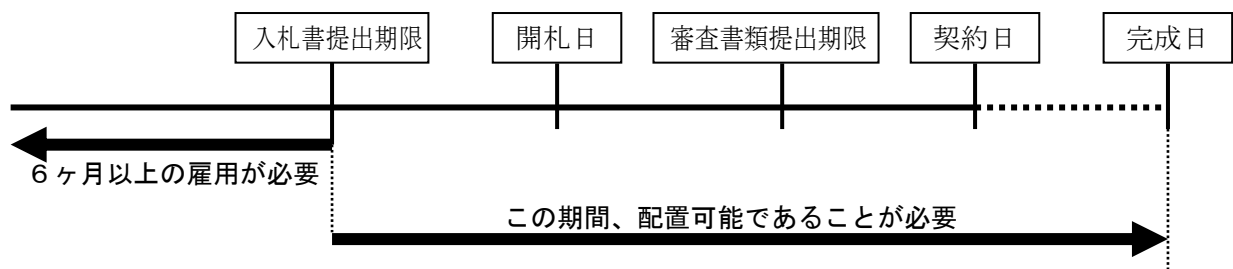 入札書提出期限
開札日
審査書類提出期限
契約日
完成日
６ヶ月以上の雇用が必要
この期間、配置可能であることが必要